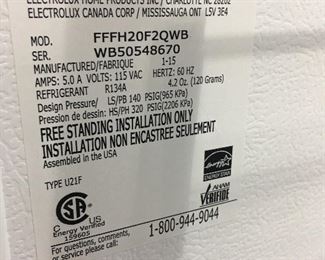 ELECTROLUX HOME PRODUCTS INC / CHARLOTTE NC 28262
ELECTROLUX CANADA CORP / MISSISSAUGA ONT L5V 3E4
MOD. FFFH20F2QWB
SER. WB50548670
MANUFACTURED/FABRIQUE 1-15
AMPS: 5.0 A VOLTS: 115 VAC HERTZ: 60 HZ
REFRIGERANT R134A 4.2 Oz. (120 Grams)
Design: LS/PB 140 PSIG(965 KPa)
Pression de dessin: HS/PH 320 PSIG(2206 KPa)
FREE STANDING INSTALLATION ONLY
INSTALLATION NON ENCASTREE SEULEMENT
Assembled in the USA
TYPE U21F
SA
C US
Energy Verified
159605
ENERGY STAR
AHAM
VERIFIDE
1-800-944-9044
For questions, comments,
or service please call: